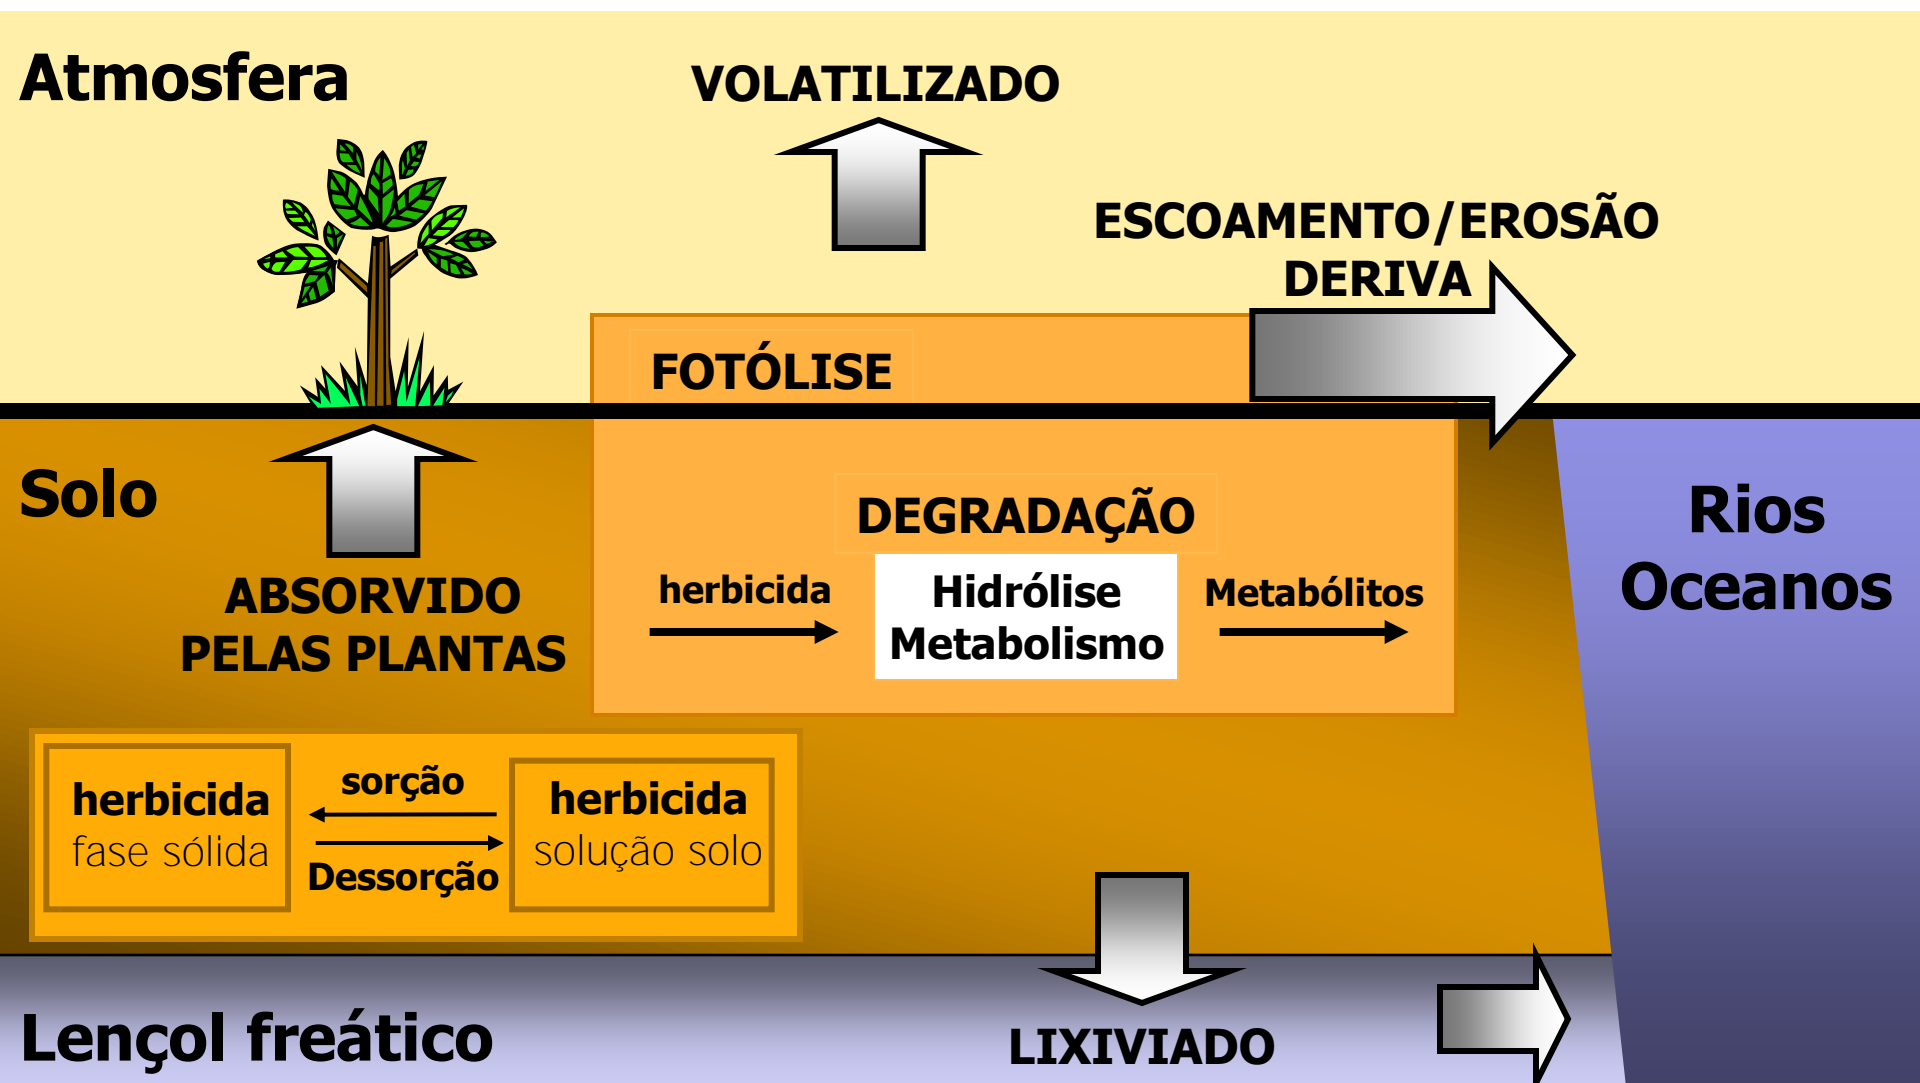 Atmosfera
VOLATILIZADO
ESCOAMENTO/EROSÃO
DERIVA
FOTÓLISE
Solo
ABSORVIDO
PELAS PLANTAS
DEGRADAÇÃO
herbicida
Hidrólise
Metabolismo
Metabólitos
Rios
Oceanos
herbicida
fase sólida
sorção
Dessorção
herbicida
solução solo
Lençol freático
LIXIVIADO